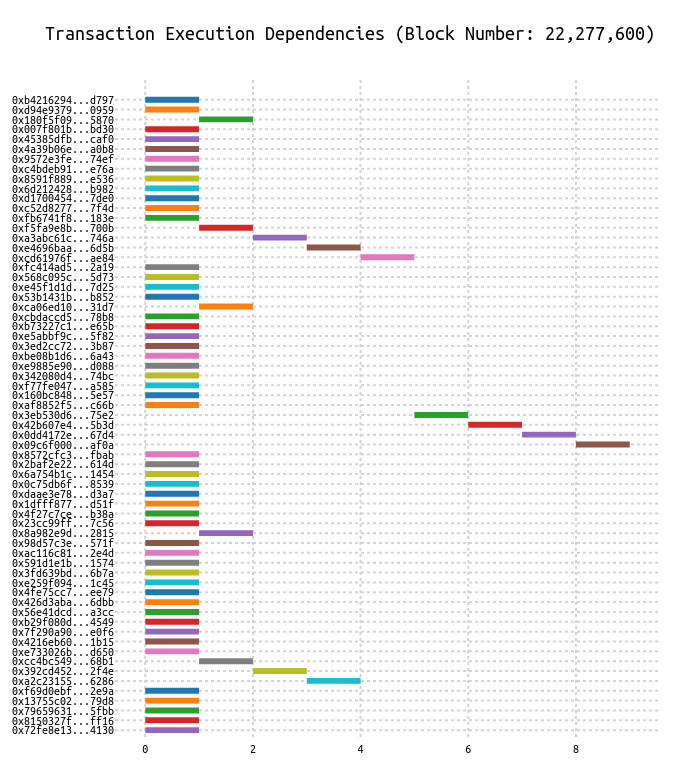 Transaction Execution Dependencies (Block Number: 22,277,600)
0xb4216294...d797
0xd94e9379...0959
0x180f5f09...5870
0x007f801b...bd30
0x45385dfb...caf0
0x4a39b06e...a0b8
0x9572e3fe...74ef
0xc4bdeb91...e76a
0x8591f889...e536
0x6d212428...b982
0xd1700454...7de0
0xc52d8277...7f4d
0xfb6741f8...183e
0xf5fa9e8b...700b
0xa3abc61c...746a
0xe4696baa...6d5b
0xcd61976f...ae84
0xfc414ad5...2a19
0x568c095c...5d73
0xe45f1d1d...7d25
0x53b1431b...b852
0xca06ed10...31d7
0xcbdaccd5...78b8
0xb73227c1...e65b
0xe5abbf9c...5f82
0x3ed2cc72...3b87
0xbe08b1d6...6a43
0xe9885e90...d088
0x342080d4...74bc
0xf77fe047...a585
0x160bc848...5e57
0xaf8852f5...c66b
0x3eb530d6...75e2
0x42b607e4...5b3d
0x0dd4172e...67d4
0x09c6f000...af0a
0x8572cfc3...fbab
0x2baf2e22...614d
0x6a754b1c...1454
0x0c75db6f...8539
0xdaae3e78...d3a7
0x1dfff877...d51f
0x4f27c7ce...b38a
0x23cc99ff...7c56
0x8a982e9d...2815
0x98d57c3e...571f
0xac116c81...2e4d
0x591d1e1b...1574
0x3fd639bd...6b7a
0xe259f094...1c45
0x4fe75cc7...ee79
0x426d3aba...6dbb
0x56e41dcd...a3cc
0xb29f080d...4549
0x7f290a90...e0f6
0x4216eb60...1b15
0xe733026b...d650
0xcc4bc549...68b1
0x392cd452...2f4e
0xa2c23155...6286
0xf69d0ebf...2e9a
0x13755c02...79d8
0x79659631...5fbb
0x8150327f...ff16
0x72fe8e13...4130
0 2 4 6 8